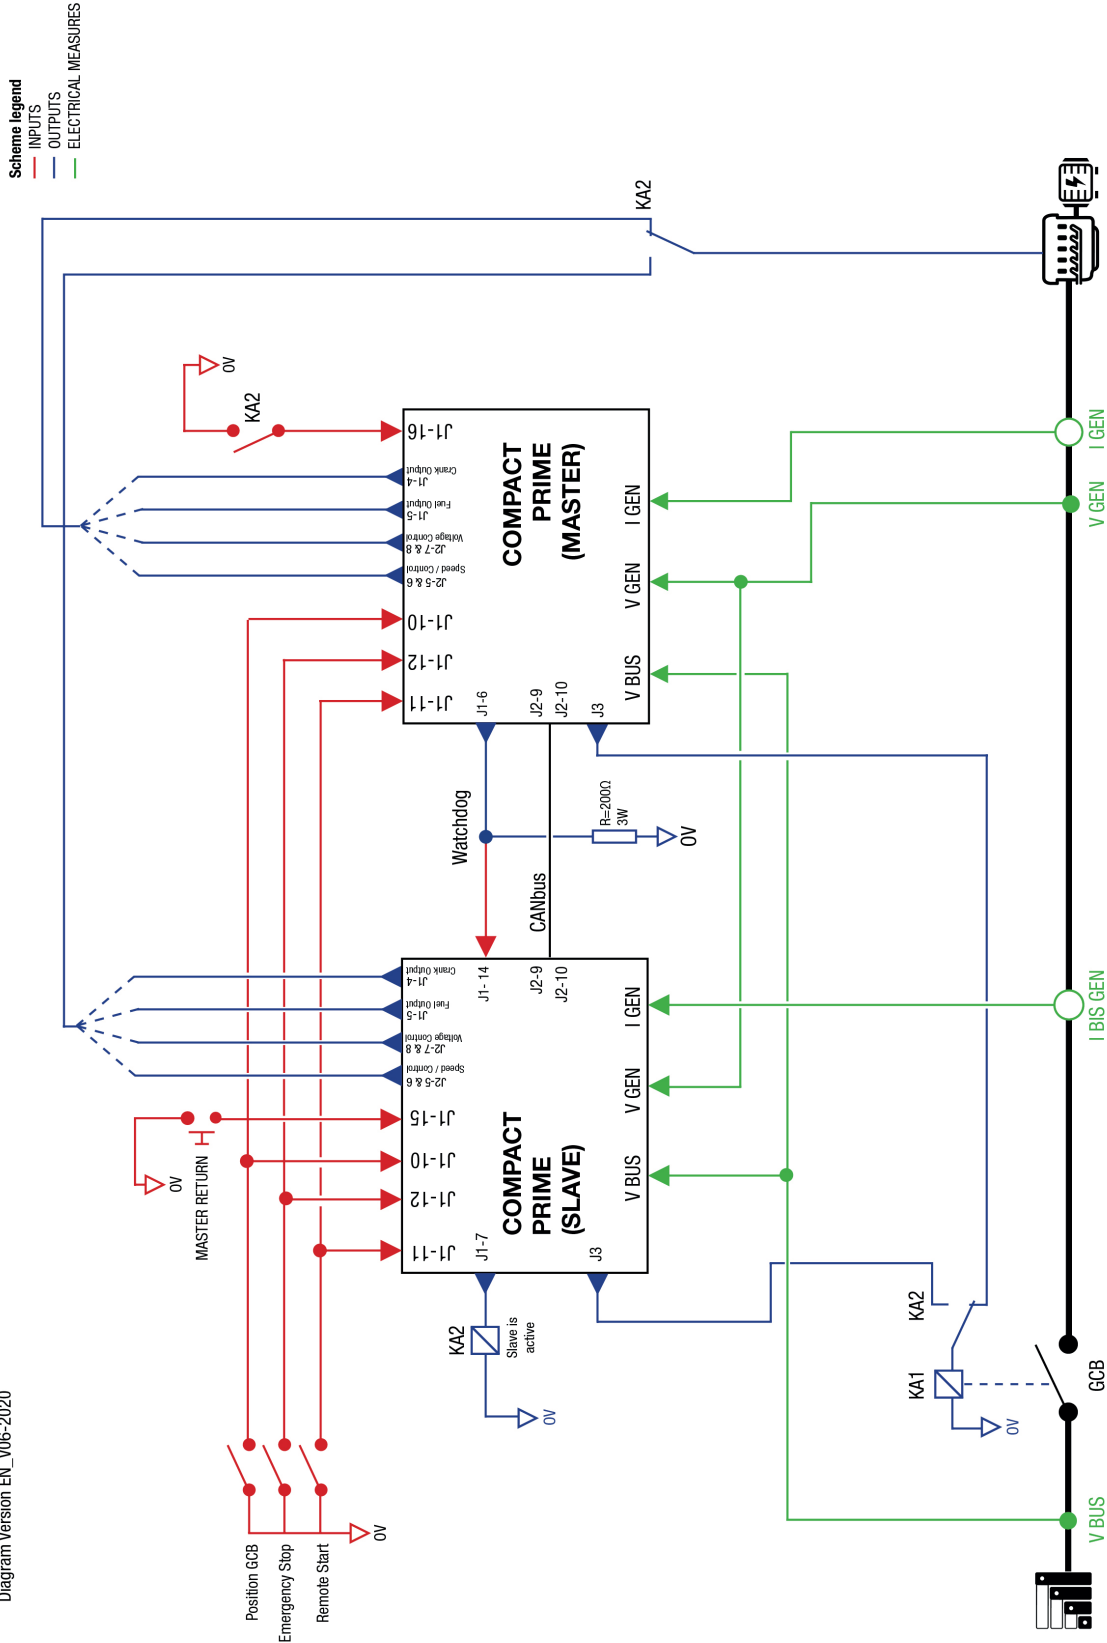 Diagram Version EN_V06-2020
Scheme legend
INPUTS
OUTPUTS
ELECTRICAL MEASURES
Position GCB
Emergency Stop
Remote Start
0V
0V
MASTER RETURN
KA2
0V
KA2
J1-11
J1-12
J1-10
J1-15
J2-5 & 6
Speed / Control
J2-7 & 8
Voltage Control
J1-5
Fuel Output
J1-4
Crank Output
J1-7
COMPACT
PRIME
(SLAVE)
J1- 14
J2-9
J2-10
J3
V BUS
V GEN
I GEN
KA2
Slave is
active
0V
Watchdog
CANbus
R=200Ω
3W
0V
J1-11
J1-12
J1-10
J2-5 & 6
Speed / Control
J2-7 & 8
Voltage Control
J1-5
Fuel Output
J1-4
Crank Output
J1-16
J1-6
J2-9
J2-10
J3
COMPACT
PRIME
(MASTER)
V BUS
V GEN
I GEN
KA2
KA1
0V
V BUS
GCB
I BIS GEN
V GEN
I GEN